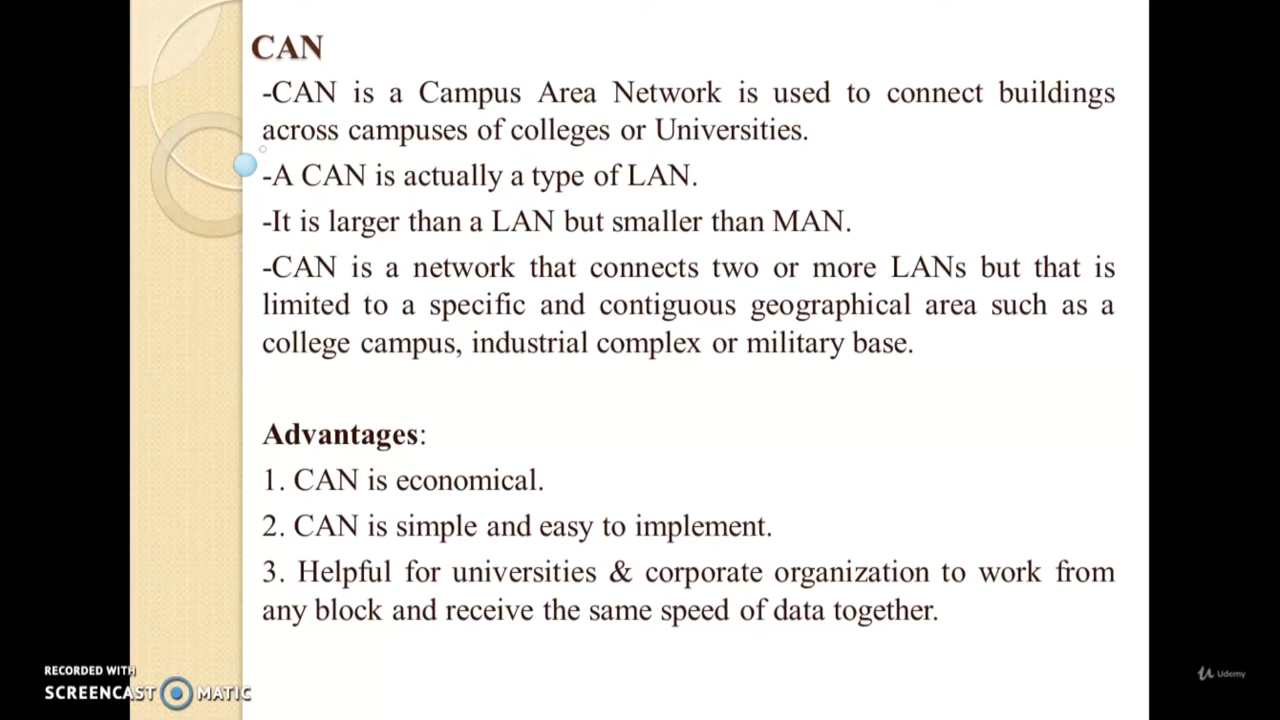 CAN
-CAN is a Campus Area Network is used to connect buildings
across campuses of colleges or Universities.
-A CAN is actually a type of LAN.
-It is larger than a LAN but smaller than MAN.
-CAN is a network that connects two or more LANs but that is
limited to a specific and contiguous geographical area such as a
college campus, industrial complex or military base.
Advantages:
1. CAN is economical.
2. CAN is simple and easy to implement.
3. Helpful for universities & corporate organization to work from
any block and receive the same speed of data together.
RECORDED WITH
SCREENCAST MATIC
Udemy